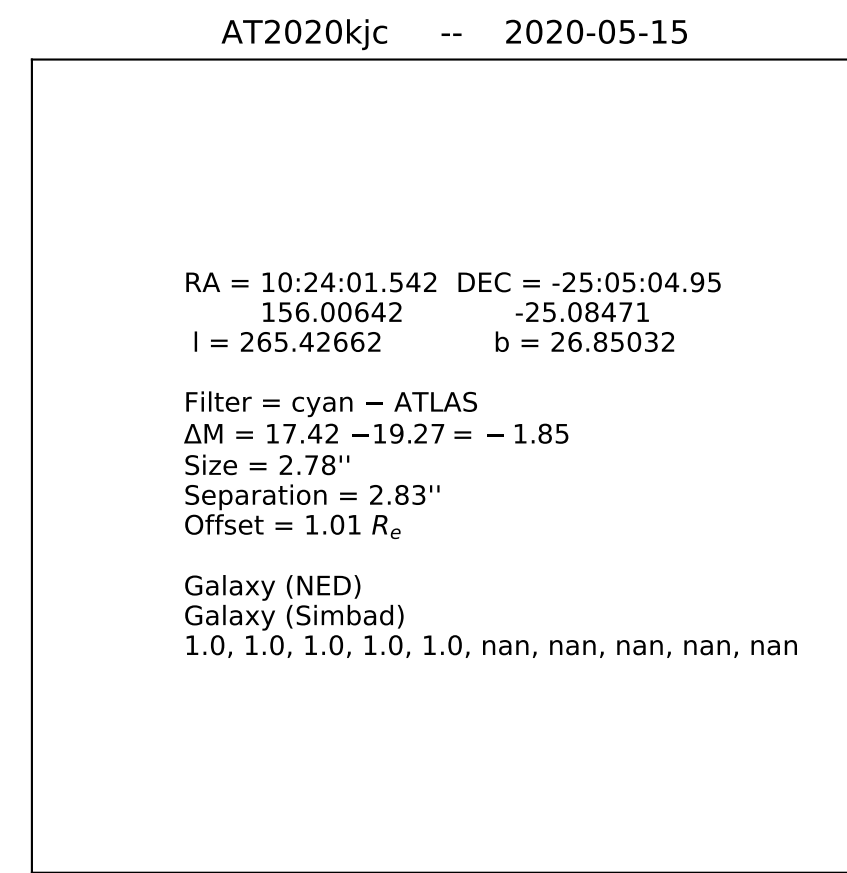 AT2020kjc -- 2020-05-15
RA = 10:24:01.542 DEC = -25:05:04.95
156.00642 -25.08471
l = 265.42662 b = 26.85032
Filter = cyan − ATLAS
ΔM = 17.42 −19.27 = − 1.85
Size = 2.78''
Separation = 2.83''
Offset = 1.01 Rₑ
Galaxy (NED)
Galaxy (Simbad)
1.0, 1.0, 1.0, 1.0, 1.0, nan, nan, nan, nan, nan